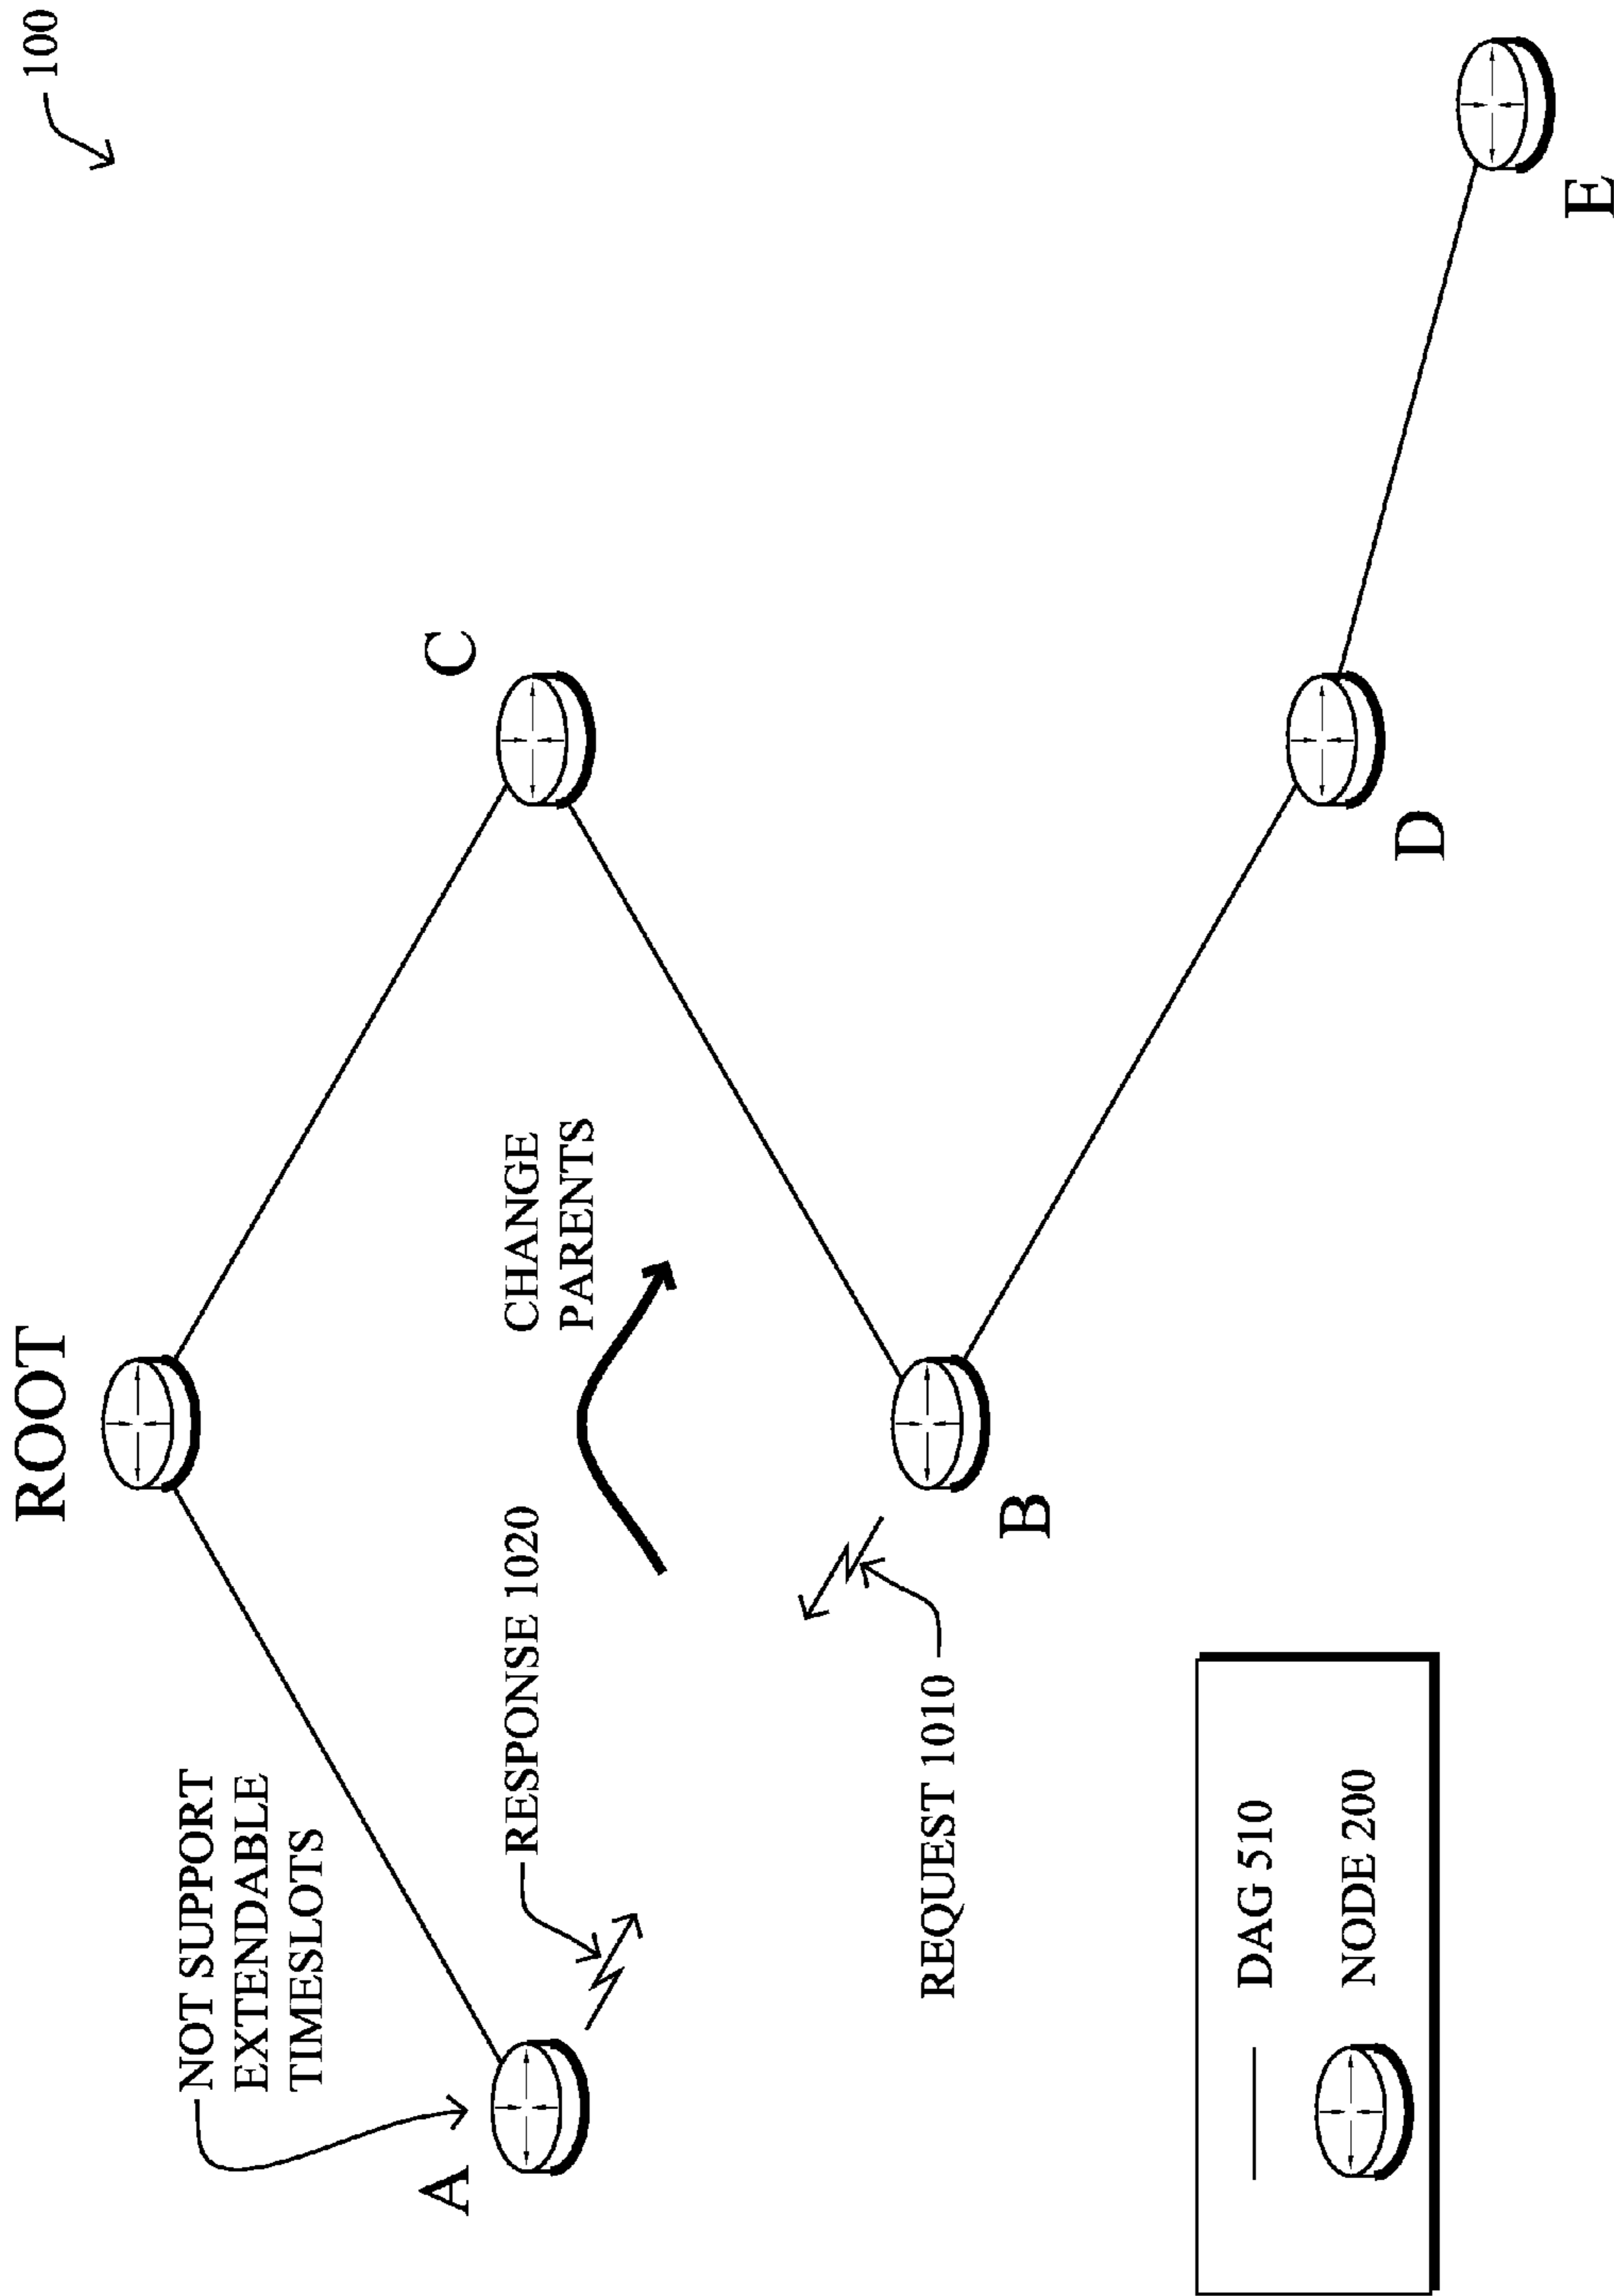 100
ROOT
NOT SUPPORT
EXTENDABLE
TIMESLOTS
A
C
RESPONSE 1020
CHANGE
PARENTS
REQUEST 1010
B
D
E
DAG 510
NODE 200